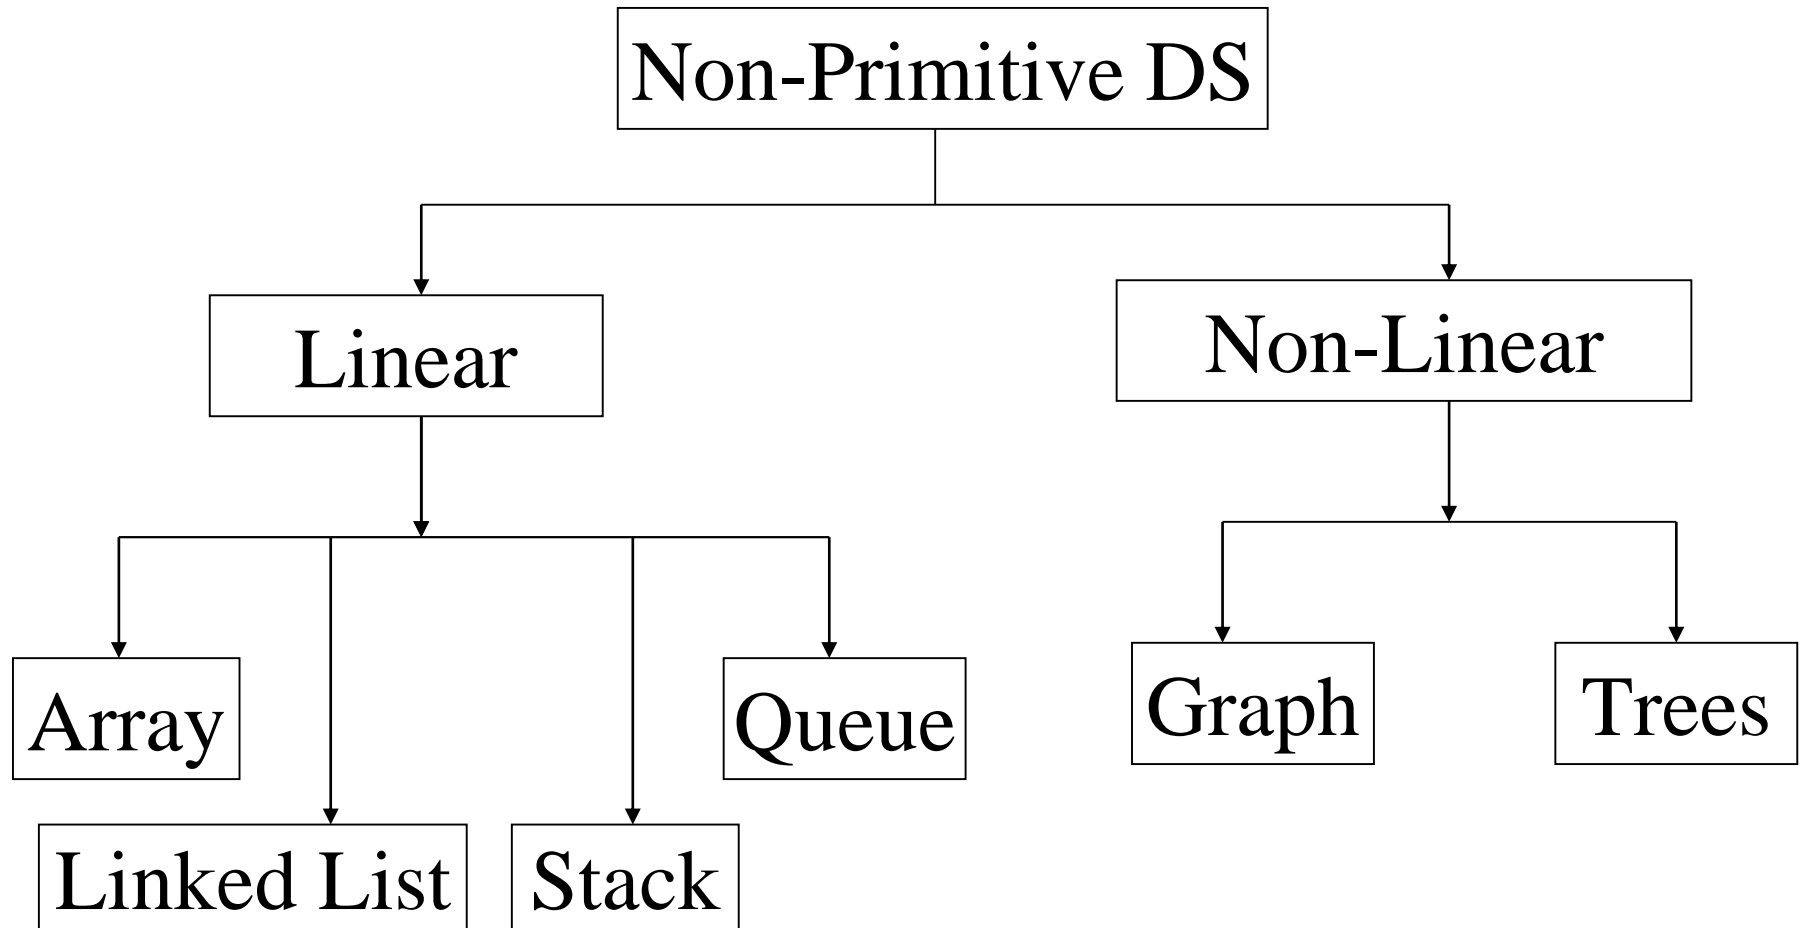 Non-Primitive DS
Linear
Non-Linear
Array
Queue
Graph
Trees
Linked List
Stack